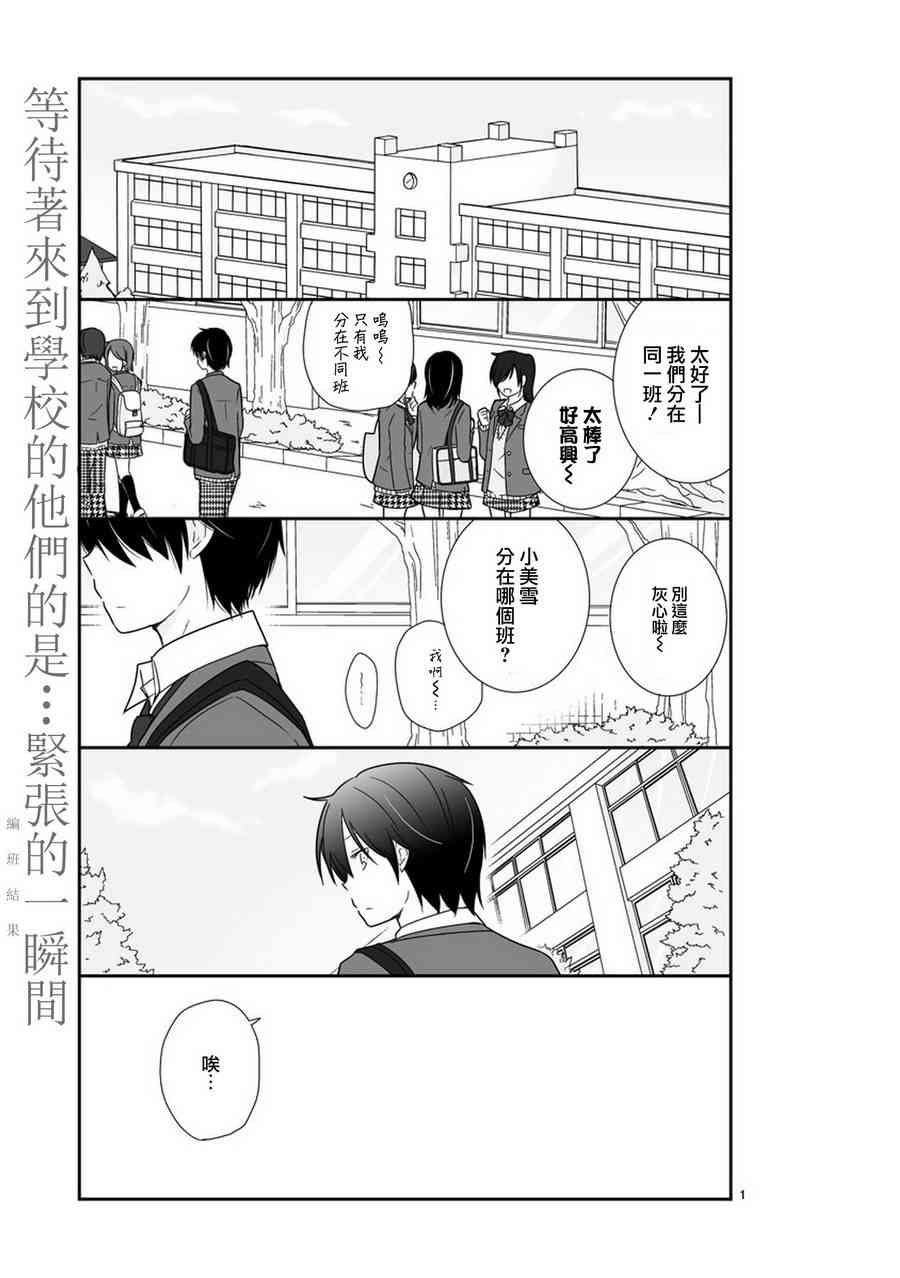 太好了—
我們分在
同一班！
太棒了
好高興～
嗚嗚～
只有我
分在不同班
別這麼
灰心啦～
小美雪
分在哪個班？
我啊～…
唉…
等待著來到學校的他們的是…緊張的一瞬間
編班結果
1